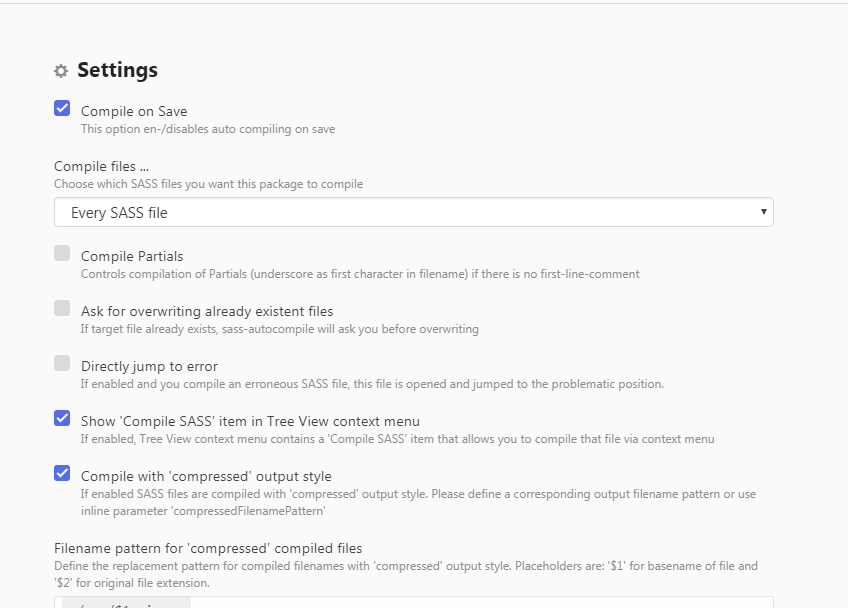 Settings
Compile on Save
This option en-/disables auto compiling on save
Compile files ...
Choose which SASS files you want this package to compile
Every SASS file
Compile Partials
Controls compilation of Partials (underscore as first character in filename) if there is no first-line-comment
Ask for overwriting already existent files
If target file already exists, sass-autocompile will ask you before overwriting
Directly jump to error
If enabled and you compile an erroneous SASS file, this file is opened and jumped to the problematic position.
Show 'Compile SASS' item in Tree View context menu
If enabled, Tree View context menu contains a 'Compile SASS' item that allows you to compile that file via context menu
Compile with 'compressed' output style
If enabled SASS files are compiled with 'compressed' output style. Please define a corresponding output filename pattern or use
inline parameter 'compressedFilenamePattern'
Filename pattern for 'compressed' compiled files
Define the replacement pattern for compiled filenames with 'compressed' output style. Placeholders are: '$1' for basename of file and
'$2' for original file extension.